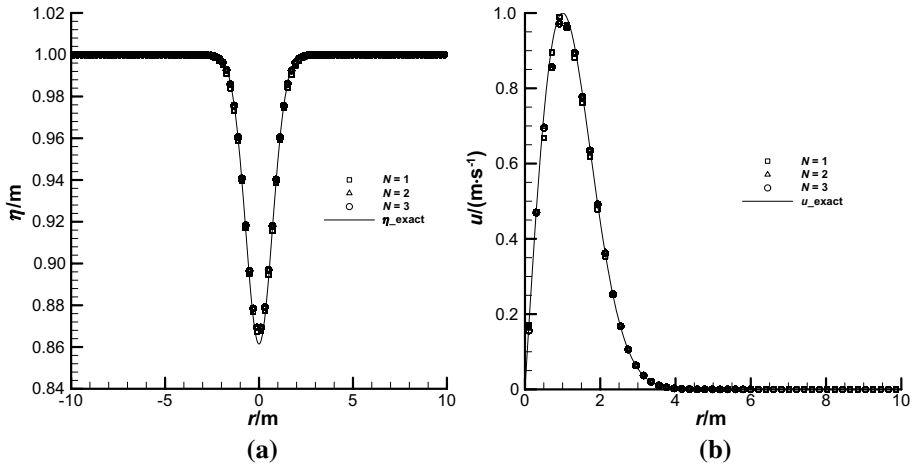 1.02
1.00
0.98
0.96
0.94
0.92
0.90
0.88
0.86
0.84
-10
-5
0
5
10
η/m
r/m
N = 1
N = 2
N = 3
η_exact
(a)
1.0
0.8
0.6
0.4
0.2
0
0
2
4
6
8
10
u/(m·s⁻¹)
r/m
N = 1
N = 2
N = 3
u_exact
(b)